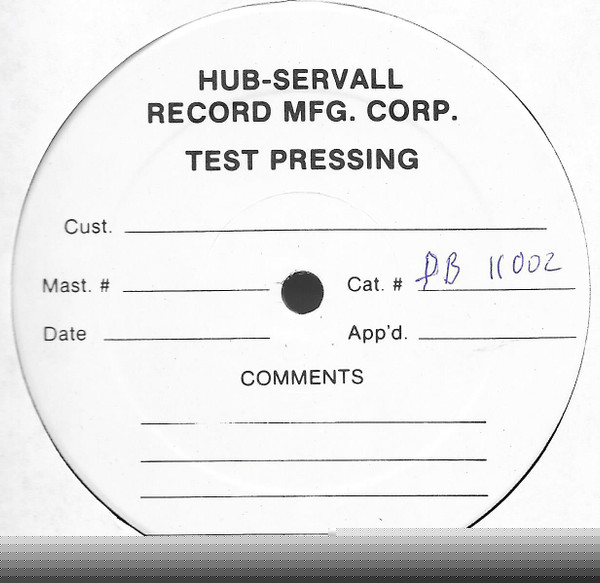 HUB-SERVALL
RECORD MFG. CORP.
TEST PRESSING
Cust.
Mast. # Cat. # PB 11002
Date App'd.
COMMENTS